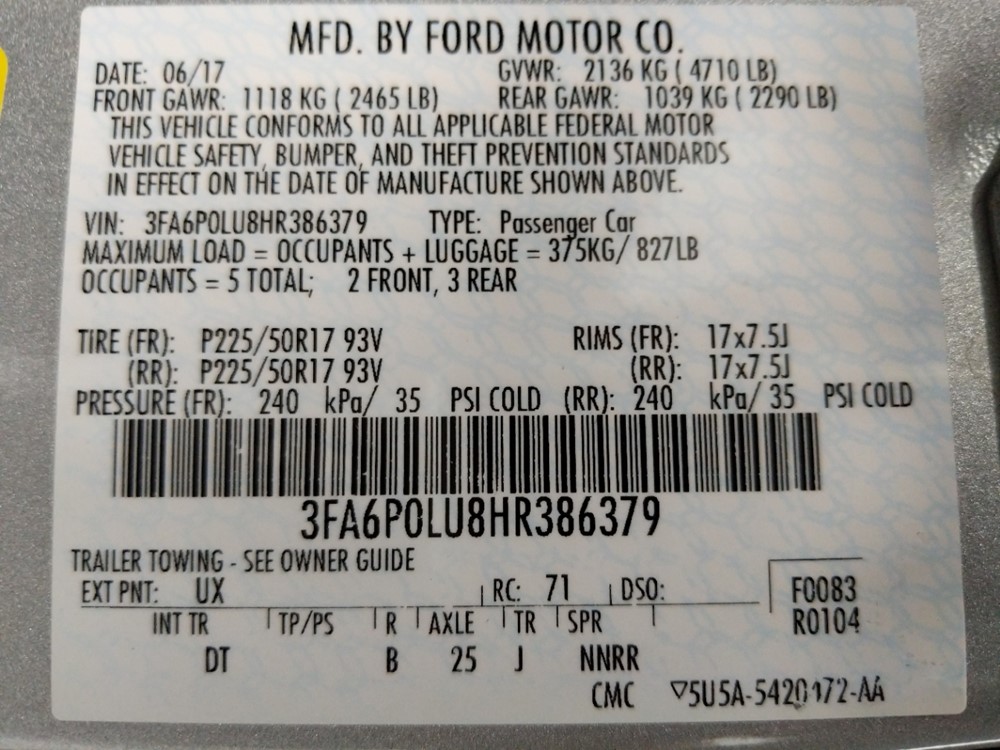 MFD. BY FORD MOTOR CO.
DATE: 06/17 GVWR: 2136 KG ( 4710 LB)
FRONT GAWR: 1118 KG ( 2465 LB) REAR GAWR: 1039 KG ( 2290 LB)
THIS VEHICLE CONFORMS TO ALL APPLICABLE FEDERAL MOTOR
VEHICLE SAFETY, BUMPER, AND THEFT PREVENTION STANDARDS
IN EFFECT ON THE DATE OF MANUFACTURE SHOWN ABOVE.
VIN: 3FA6P0LU8HR386379 TYPE: Passenger Car
MAXIMUM LOAD = OCCUPANTS + LUGGAGE = 375KG/ 827LB
OCCUPANTS = 5 TOTAL; 2 FRONT, 3 REAR
TIRE (FR): P225/50R17 93V RIMS (FR): 17x7.5J
(RR): P225/50R17 93V (RR): 17x7.5J
PRESSURE (FR): 240 kPa/ 35 PSI COLD (RR): 240 kPa/ 35 PSI COLD
3FA6P0LU8HR386379
TRAILER TOWING - SEE OWNER GUIDE
EXT PNT: UX RC: 71 DSO: F0083
INT TR TP/PS R AXLE TR SPR R0104
DT B 25 J NNRR
CMC ▽5U5A-5420172-AA